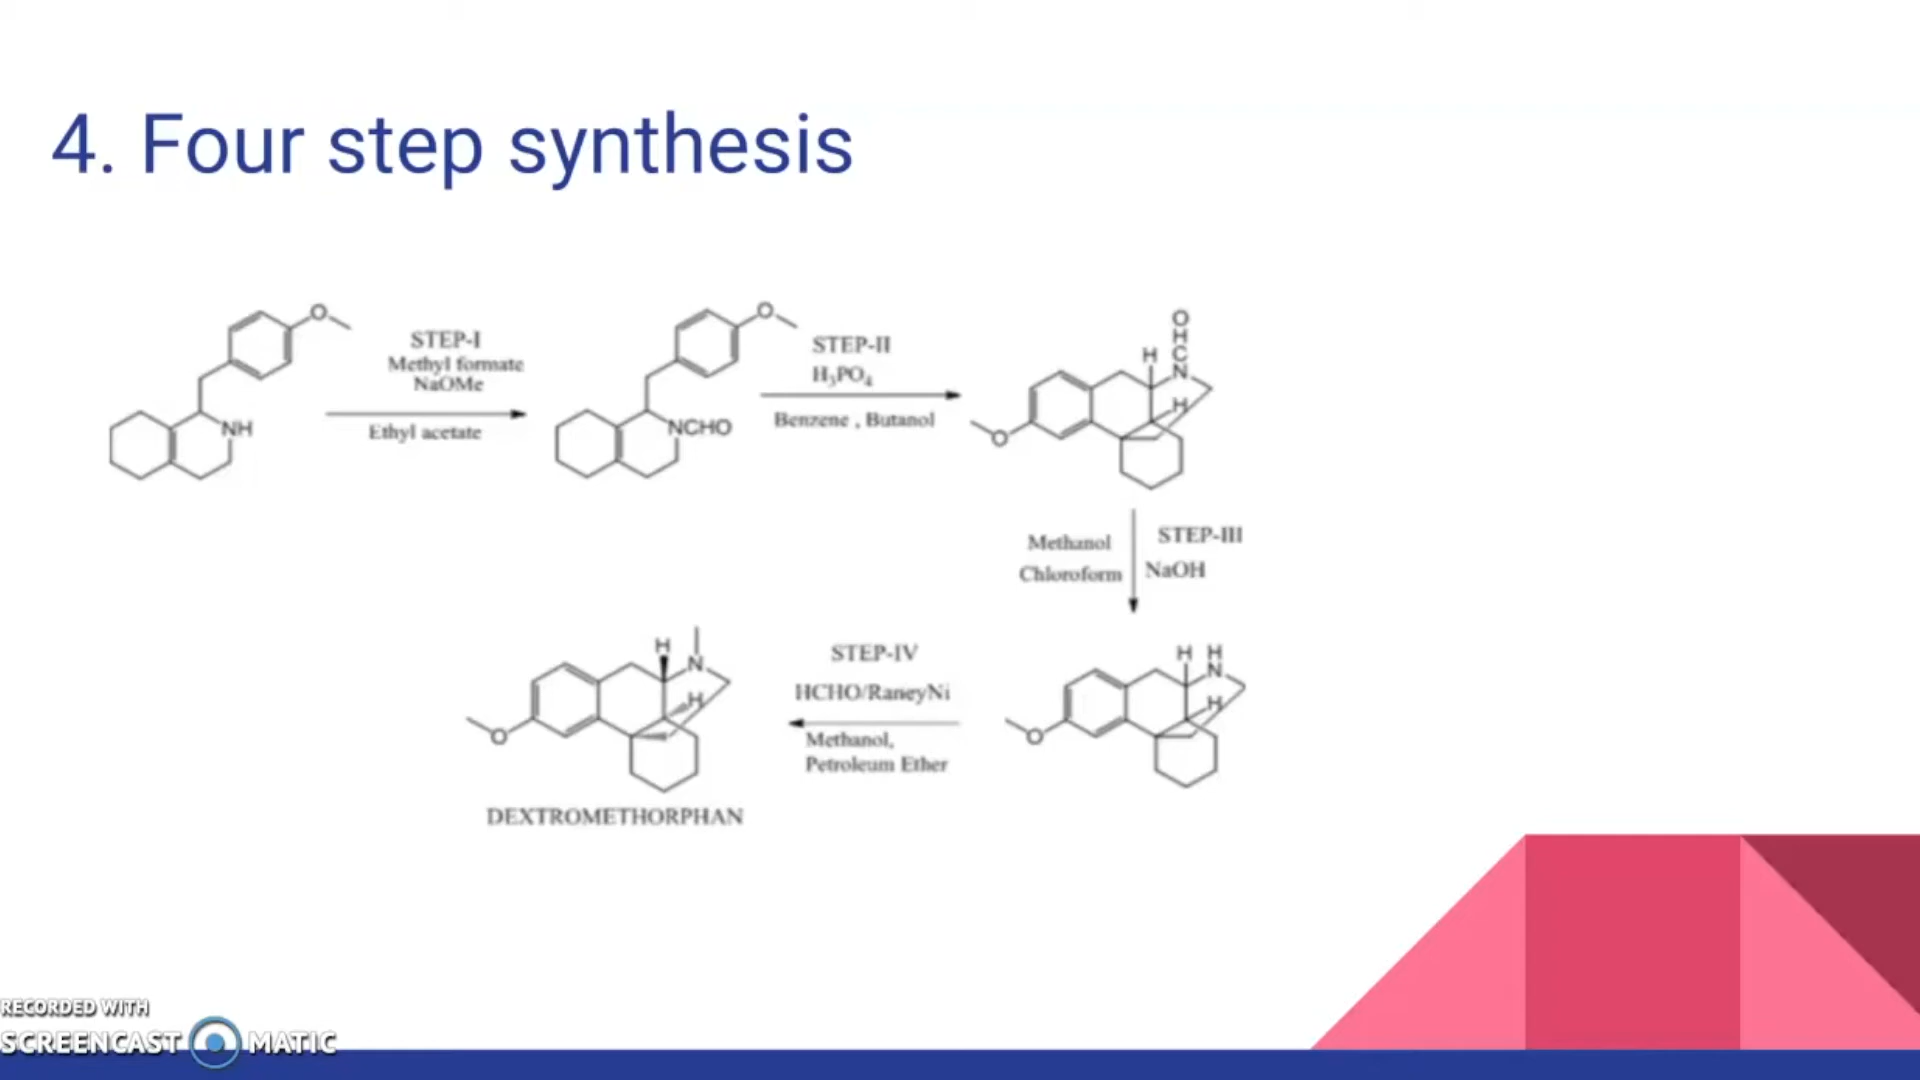 4. Four step synthesis
O
STEP-I
Methyl formate
NaOMe
Ethyl acetate
NH
O
NCHO
STEP-II
H₃PO₄
Benzene , Butanol
O
H
C
H
N
H
O
Methanol
Chloroform
STEP-III
NaOH
H H
N
H
O
STEP-IV
HCHO/RaneyNi
Methanol,
Petroleum Ether
H
N
H
O
DEXTROMETHORPHAN
RECORDED WITH
SCREENCAST MATIC